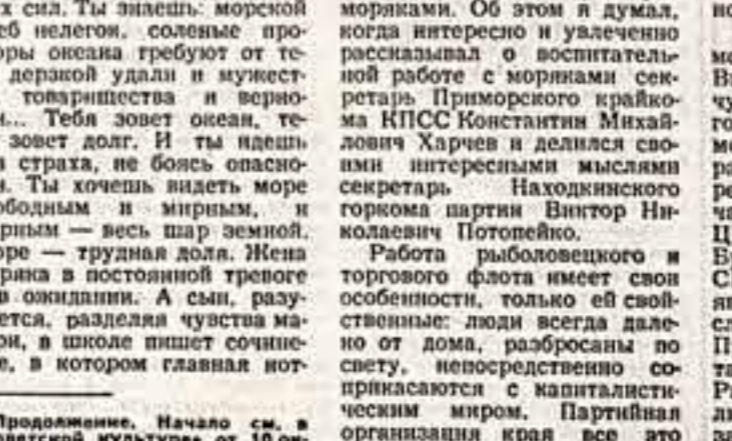 х сил. Ты знаешь: морской
еб нелегок, соленые про-
оры океана требуют от те-
дерзкой удали и мужест-
товарищества и верно-
и... Тебя зовет океан, те-
зовет долг. И ты идешь
страха, не боясь опасно-
и. Ты хочешь видеть море
ободным и мирным, и
рным — весь шар земной.
оре — трудная доля. Жена
ряка в постоянной тревоге
в ожидании. А сын, разу-
ется, разделяя чувства ма-
ри, в школе пишет сочине-
е, в котором главная нот-
Продолжение. Начало см. в
ветской культуре» от 10 ок-
моряками. Об этом я думал,
когда интересно и увлеченно
рассказывал о воспитатель-
ной работе с моряками сек-
ретарь Приморского крайко-
ма КПСС Константин Михай-
лович Харчев и делился сво-
ими интересными мыслями
секретарь Находкинского
горкома партии Виктор Ни-
колаевич Потопейко.
Работа рыболовецкого и
торгового флота имеет свои
особенности, только ей свой-
ственные: люди всегда дале-
ко от дома, разбросаны по
свету, непосредственно со-
прикасаются с капиталисти-
ческим миром. Партийная
организация края все это